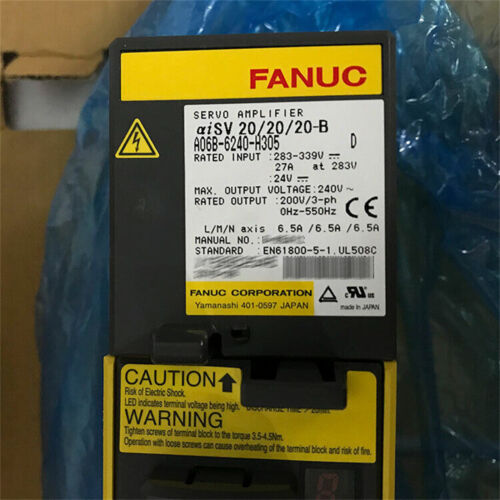 FANUC
SERVO AMPLIFIER
αiSV 20/20/20-B
A06B-6240-H305 D
RATED INPUT :283-339V⎓
27A at 283V
:24V⎓
MAX. OUTPUT VOLTAGE:240V~
RATED OUTPUT :200V/3-ph
0Hz-550Hz
L/M/N axis 6.5A/6.5A/6.5A
MANUAL NO. :
STANDARD :EN61800-5-1,UL508C
FANUC CORPORATION
Yamanashi 401-0597 JAPAN
c us
made in JAPAN
CAUTION
Risk of Electric Shock.
LED indicates terminal voltage being high.
WARNING
Tighten screws of terminal block to the torque 3.5-4.5Nm.
Operation with loose screws can cause overheating of the terminal block and risk of fire.